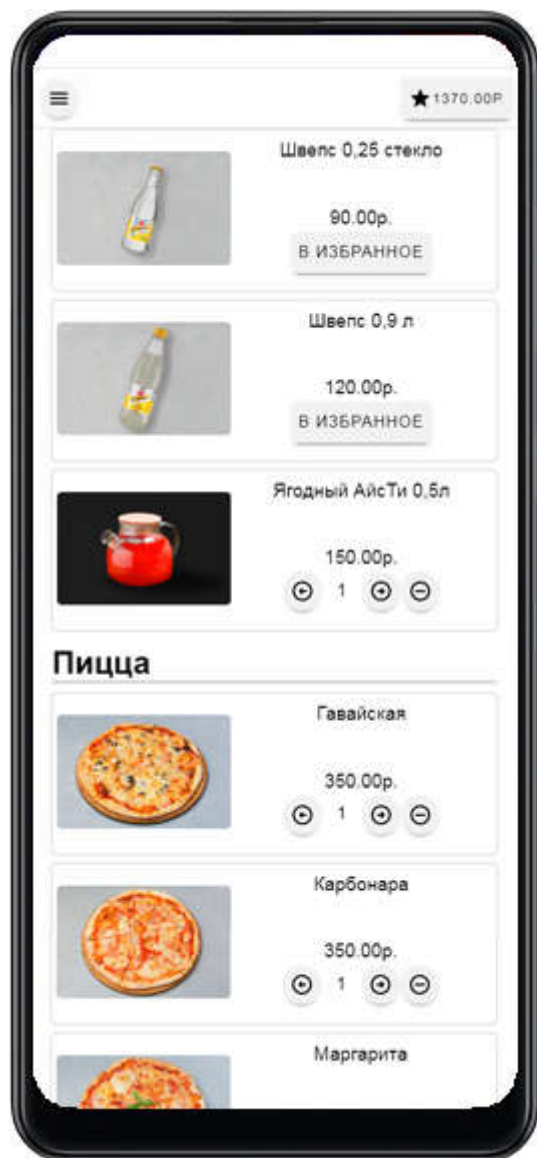 ★1370.00Р.
Швепс 0,25 стекло
90.00р.
В ИЗБРАННОЕ
Швепс 0,9 л
120.00р.
В ИЗБРАННОЕ
Ягодный АйсТи 0,5л
150.00р.
1
Пицца
Гавайская
350.00р.
1
Карбонара
350.00р.
1
Маргарита